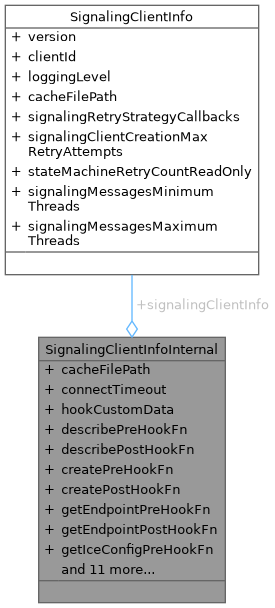 SignalingClientInfo
+ version
+ clientId
+ loggingLevel
+ cacheFilePath
+ signalingRetryStrategyCallbacks
+ signalingClientCreationMax
RetryAttempts
+ stateMachineRetryCountReadOnly
+ signalingMessagesMinimum
Threads
+ signalingMessagesMaximum
Threads
+signalingClientInfo
SignalingClientInfoInternal
+ cacheFilePath
+ connectTimeout
+ hookCustomData
+ describePreHookFn
+ describePostHookFn
+ createPreHookFn
+ createPostHookFn
+ getEndpointPreHookFn
+ getEndpointPostHookFn
+ getIceConfigPreHookFn
and 11 more...